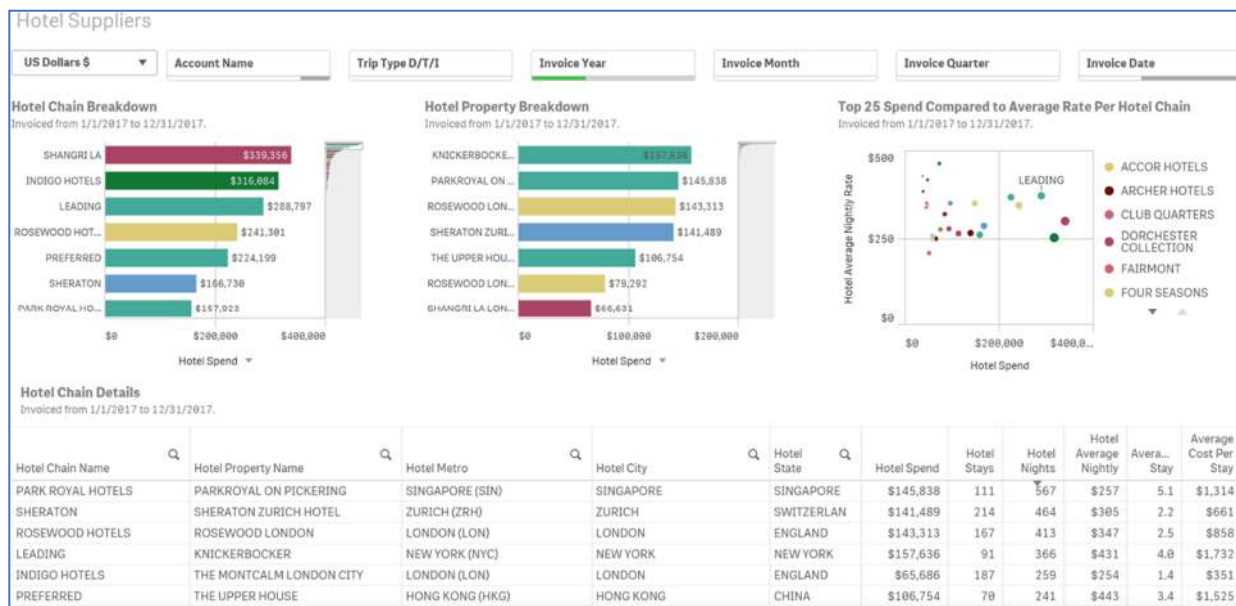 Hotel Suppliers
US Dollars $
Account Name
Trip Type D/T/I
Invoice Year
Invoice Month
Invoice Quarter
Invoice Date
Hotel Chain Breakdown
Invoiced from 1/1/2017 to 12/31/2017.
SHANGRI LA $339,356
INDIGO HOTELS $316,084
LEADING $288,797
ROSEWOOD HOT... $241,301
PREFERRED $224,199
SHERATON $166,730
PARK ROYAL HO... $157,923
$0 $200,000 $400,000
Hotel Spend
Hotel Property Breakdown
Invoiced from 1/1/2017 to 12/31/2017.
KNICKERBOCKE... $157,636
PARKROYAL ON ... $145,838
ROSEWOOD LON... $143,313
SHERATON ZURI... $141,489
THE UPPER HOU... $106,754
ROSEWOOD LON... $79,292
SHANGRI LA LON... $66,631
$0 $100,000 $200,000
Hotel Spend
Top 25 Spend Compared to Average Rate Per Hotel Chain
Invoiced from 1/1/2017 to 12/31/2017.
Hotel Average Nightly Rate
$500
$250
$0
LEADING
$0 $200,000 $400,0...
Hotel Spend
ACCOR HOTELS
ARCHER HOTELS
CLUB QUARTERS
DORCHESTER
COLLECTION
FAIRMONT
FOUR SEASONS
Hotel Chain Details
Invoiced from 1/1/2017 to 12/31/2017.
Hotel Chain Name Hotel Property Name Hotel Metro Hotel City Hotel State Hotel Spend Hotel Stays Hotel Nights Hotel Average Nightly Avera... Stay Average Cost Per Stay
PARK ROYAL HOTELS PARKROYAL ON PICKERING SINGAPORE (SIN) SINGAPORE SINGAPORE $145,838 111 567 $257 5.1 $1,314
SHERATON SHERATON ZURICH HOTEL ZURICH (ZRH) ZURICH SWITZERLAN $141,489 214 464 $305 2.2 $661
ROSEWOOD HOTELS ROSEWOOD LONDON LONDON (LON) LONDON ENGLAND $143,313 167 413 $347 2.5 $858
LEADING KNICKERBOCKER NEW YORK (NYC) NEW YORK NEW YORK $157,636 91 366 $431 4.0 $1,732
INDIGO HOTELS THE MONTCALM LONDON CITY LONDON (LON) LONDON ENGLAND $65,686 187 259 $254 1.4 $351
PREFERRED THE UPPER HOUSE HONG KONG (HKG) HONG KONG CHINA $106,754 70 241 $443 3.4 $1,525